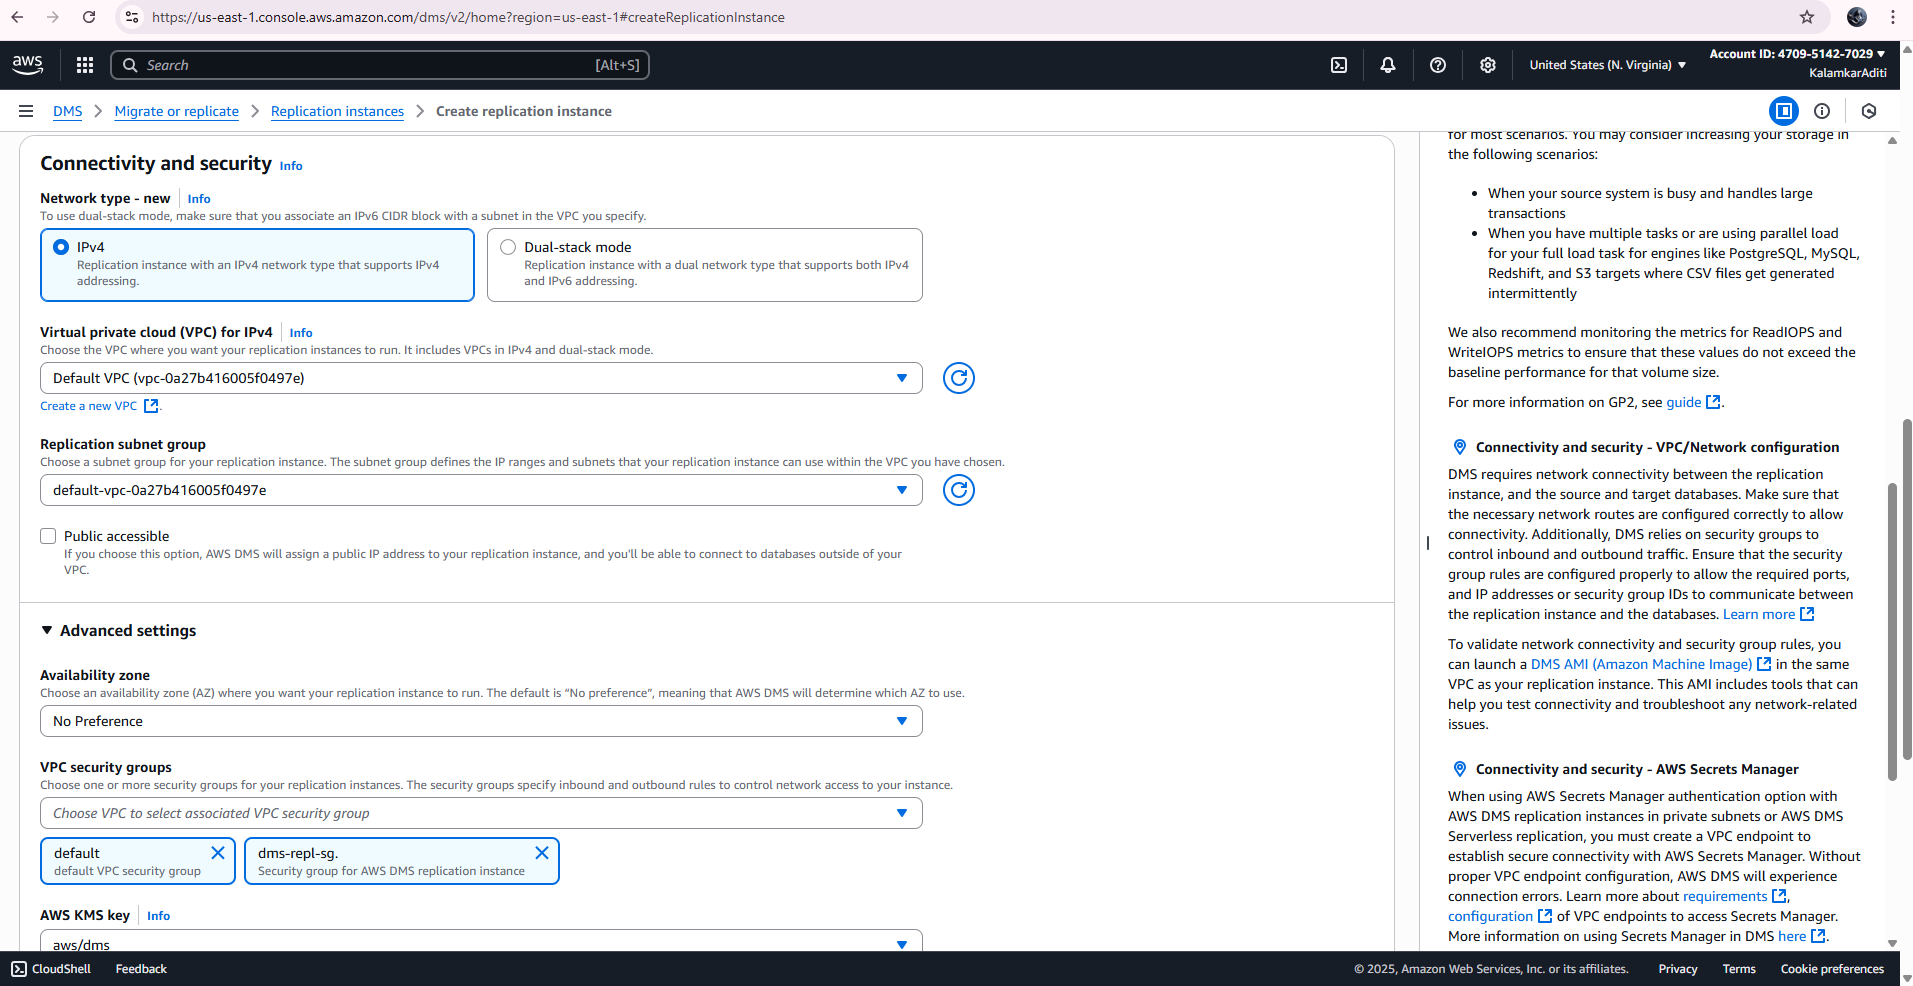 https://us-east-1.console.aws.amazon.com/dms/v2/home?region=us-east-1#createReplicationInstance
aws
Search
[Alt+S]
United States (N. Virginia)
Account ID: 4709-5142-7029
KalamkarAditi
DMS
Migrate or replicate
Replication instances
Create replication instance
Connectivity and security Info
Network type - new Info
To use dual-stack mode, make sure that you associate an IPv6 CIDR block with a subnet in the VPC you specify.
IPv4
Replication instance with an IPv4 network type that supports IPv4
addressing.
Dual-stack mode
Replication instance with a dual network type that supports both IPv4
and IPv6 addressing.
Virtual private cloud (VPC) for IPv4 Info
Choose the VPC where you want your replication instances to run. It includes VPCs in IPv4 and dual-stack mode.
Default VPC (vpc-0a27b416005f0497e)
Create a new VPC .
Replication subnet group
Choose a subnet group for your replication instance. The subnet group defines the IP ranges and subnets that your replication instance can use within the VPC you have chosen.
default-vpc-0a27b416005f0497e
Public accessible
If you choose this option, AWS DMS will assign a public IP address to your replication instance, and you'll be able to connect to databases outside of your
VPC.
Advanced settings
Availability zone
Choose an availability zone (AZ) where you want your replication instance to run. The default is “No preference”, meaning that AWS DMS will determine which AZ to use.
No Preference
VPC security groups
Choose one or more security groups for your replication instances. The security groups specify inbound and outbound rules to control network access to your instance.
Choose VPC to select associated VPC security group
default
default VPC security group
dms-repl-sg.
Security group for AWS DMS replication instance
AWS KMS key Info
aws/dms
for most scenarios. You may consider increasing your storage in
the following scenarios:
• When your source system is busy and handles large
transactions
• When you have multiple tasks or are using parallel load
for your full load task for engines like PostgreSQL, MySQL,
Redshift, and S3 targets where CSV files get generated
intermittently
We also recommend monitoring the metrics for ReadIOPS and
WriteIOPS metrics to ensure that these values do not exceed the
baseline performance for that volume size.
For more information on GP2, see guide .
Connectivity and security - VPC/Network configuration
DMS requires network connectivity between the replication
instance, and the source and target databases. Make sure that
the necessary network routes are configured correctly to allow
connectivity. Additionally, DMS relies on security groups to
control inbound and outbound traffic. Ensure that the security
group rules are configured properly to allow the required ports,
and IP addresses or security group IDs to communicate between
the replication instance and the databases. Learn more
To validate network connectivity and security group rules, you
can launch a DMS AMI (Amazon Machine Image) in the same
VPC as your replication instance. This AMI includes tools that can
help you test connectivity and troubleshoot any network-related
issues.
Connectivity and security - AWS Secrets Manager
When using AWS Secrets Manager authentication option with
AWS DMS replication instances in private subnets or AWS DMS
Serverless replication, you must create a VPC endpoint to
establish secure connectivity with AWS Secrets Manager. Without
proper VPC endpoint configuration, AWS DMS will experience
connection errors. Learn more about requirements ,
configuration of VPC endpoints to access Secrets Manager.
More information on using Secrets Manager in DMS here .
CloudShell
Feedback
© 2025, Amazon Web Services, Inc. or its affiliates.
Privacy
Terms
Cookie preferences